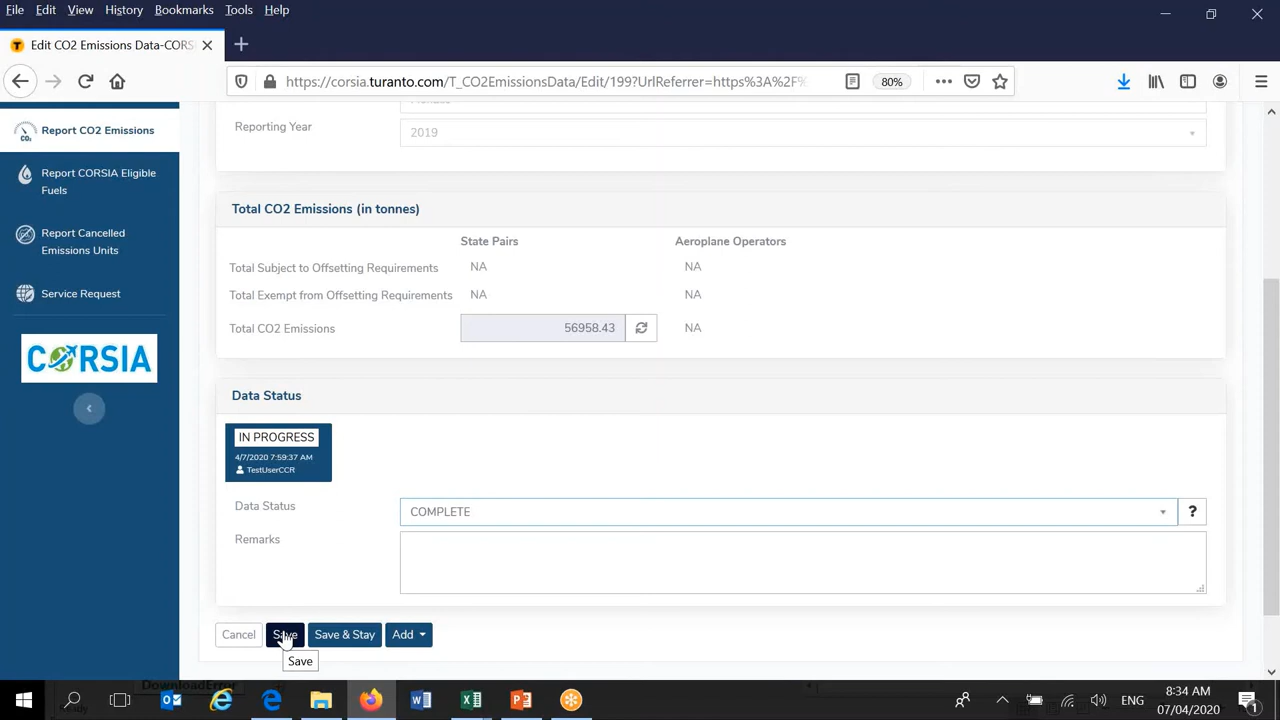 File Edit View History Bookmarks Tools Help
Edit CO2 Emissions Data-CORS
https://corsia.turanto.com/T_CO2EmissionsData/Edit/199?UrlReferrer=https%3A%2F%
80%
Report CO2 Emissions
Reporting Year
2019
Report CORSIA Eligible
Fuels
Total CO2 Emissions (in tonnes)
Report Cancelled
Emissions Units
State Pairs Aeroplane Operators
Total Subject to Offsetting Requirements NA NA
Service Request
Total Exempt from Offsetting Requirements NA NA
Total CO2 Emissions 56958.43 NA
CORSIA
Data Status
IN PROGRESS
4/7/2020 7:59:37 AM
TestUserCCR
Data Status COMPLETE ?
Remarks
Cancel Save Save & Stay Add
Save
DownloadError
ENG
8:34 AM
07/04/2020
1